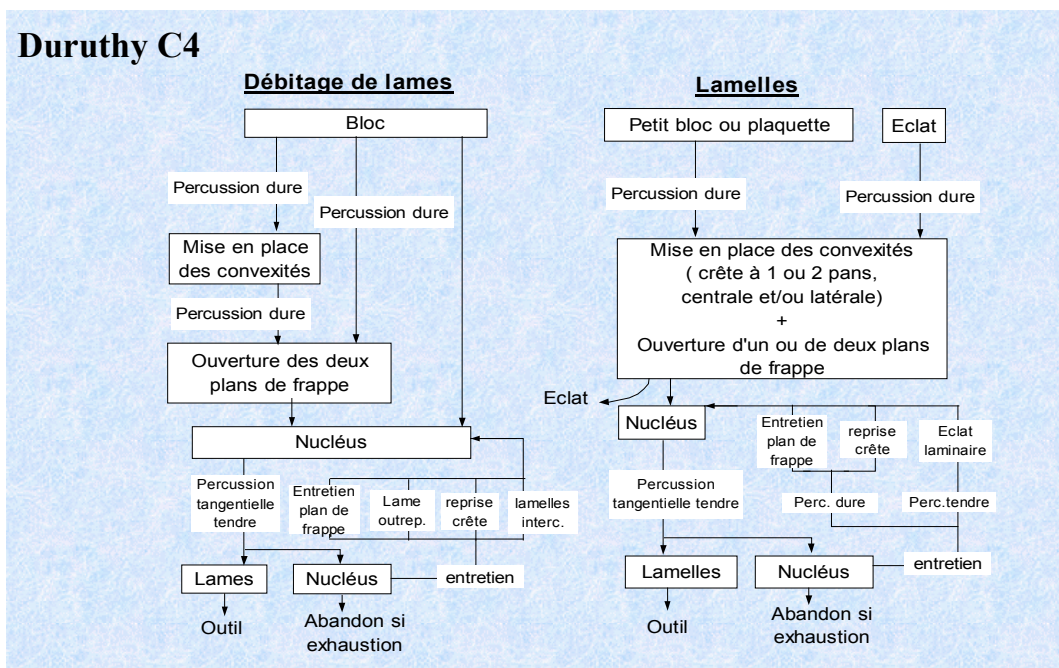 Duruthy C4
Débitage de lames
Bloc
Percussion dure
Percussion dure
Mise en place
des convexités
Percussion dure
Ouverture des deux
plans de frappe
Nucléus
Percussion
tangentielle
tendre
Entretien
plan de
frappe
Lame
outrep.
reprise
crête
lamelles
interc.
Lames
Nucléus
entretien
Outil
Abandon si
exhaustion
Lamelles
Petit bloc ou plaquette
Eclat
Percussion dure
Percussion dure
Mise en place des convexités
( crête à 1 ou 2 pans,
centrale et/ou latérale)
+
Ouverture d'un ou de deux plans
de frappe
Eclat
Nucléus
Entretien
plan de
frappe
reprise
crête
Eclat
laminaire
Percussion
tangentielle tendre
Perc. dure
Perc.tendre
Lamelles
Nucléus
entretien
Outil
Abandon si
exhaustion